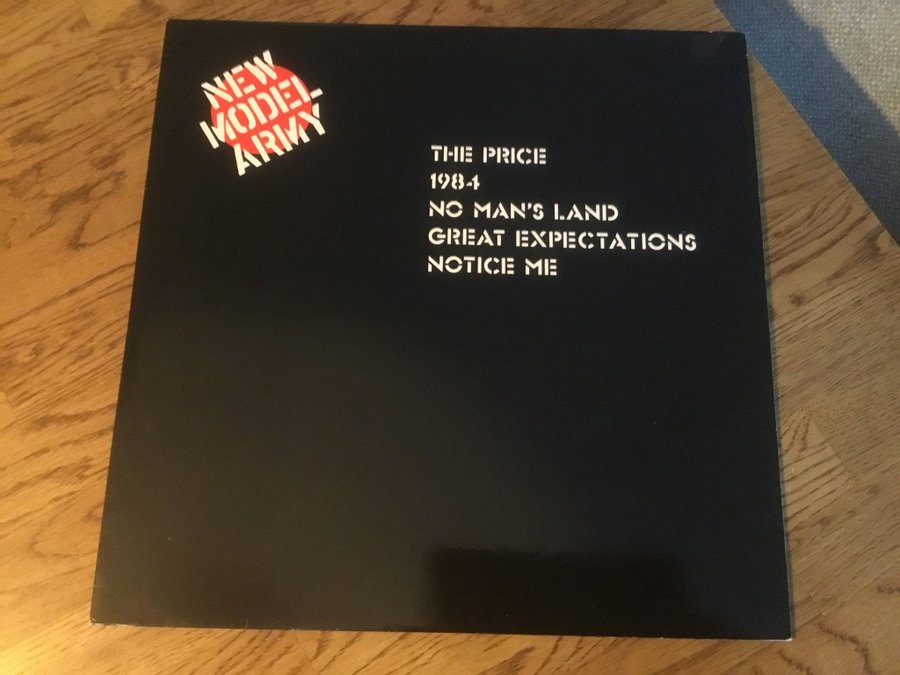 NEW
MODEL
ARMY
THE PRICE
1984
NO MAN'S LAND
GREAT EXPECTATIONS
NOTICE ME